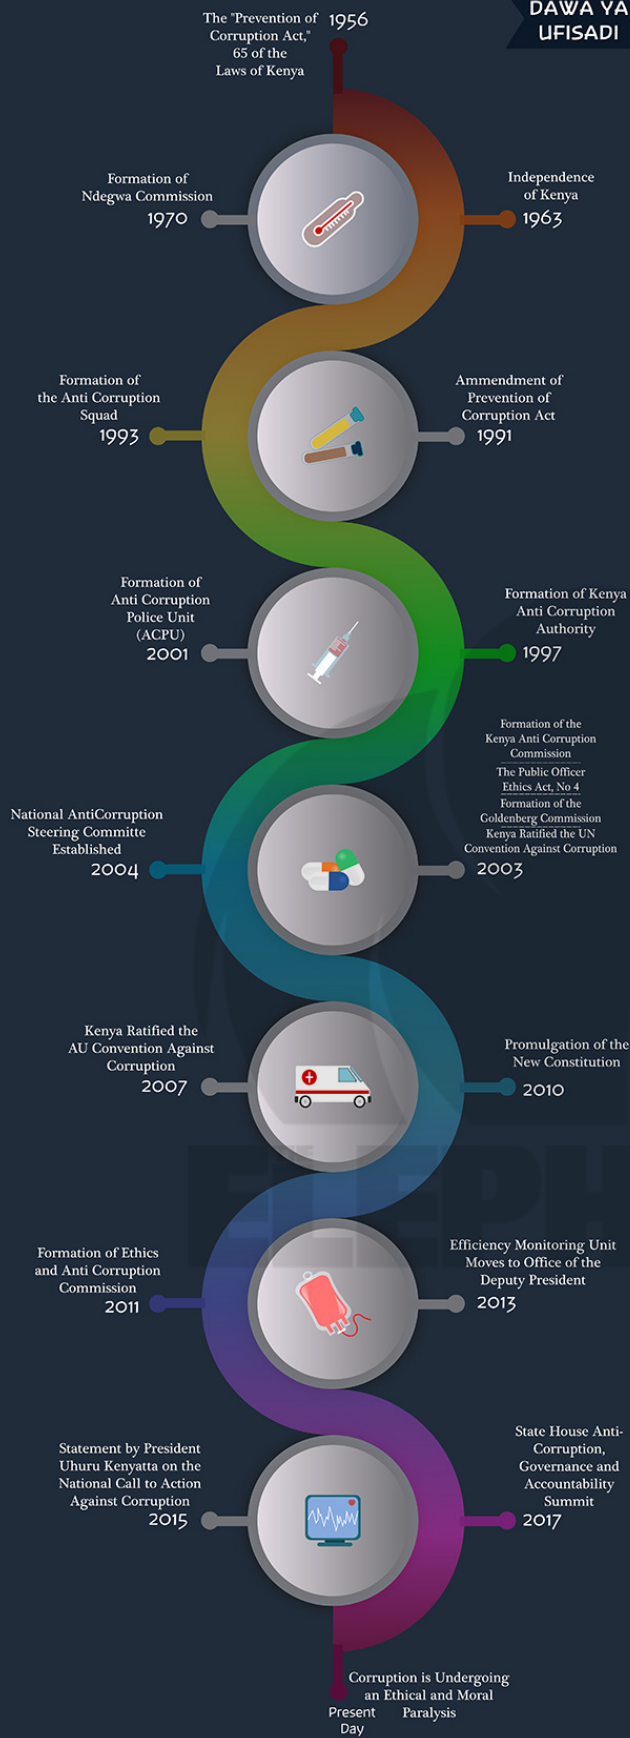 DAWA YA
UFISADI
The "Prevention of
Corruption Act,"
65 of the
Laws of Kenya
1956
Independence
of Kenya
1963
Formation of
Ndegwa Commission
1970
Ammendment of
Prevention of
Corruption Act
1991
Formation of
the Anti Corruption
Squad
1993
Formation of Kenya
Anti Corruption
Authority
1997
Formation of
Anti Corruption
Police Unit
(ACPU)
2001
Formation of the
Kenya Anti Corruption
Commission
The Public Officer
Ethics Act, No 4
Formation of the
Goldenberg Commission
Kenya Ratified the UN
Convention Against Corruption
2003
National AntiCorruption
Steering Committe
Established
2004
Kenya Ratified the
AU Convention Against
Corruption
2007
Promulgation of the
New Constitution
2010
THE
ELEPH
Formation of Ethics
and Anti Corruption
Commission
2011
Efficiency Monitoring Unit
Moves to Office of the
Deputy President
2013
Statement by President
Uhuru Kenyatta on the
National Call to Action
Against Corruption
2015
State House Anti-
Corruption,
Governance and
Accountability
Summit
2017
Corruption is Undergoing
an Ethical and Moral
Paralysis
Present
Day